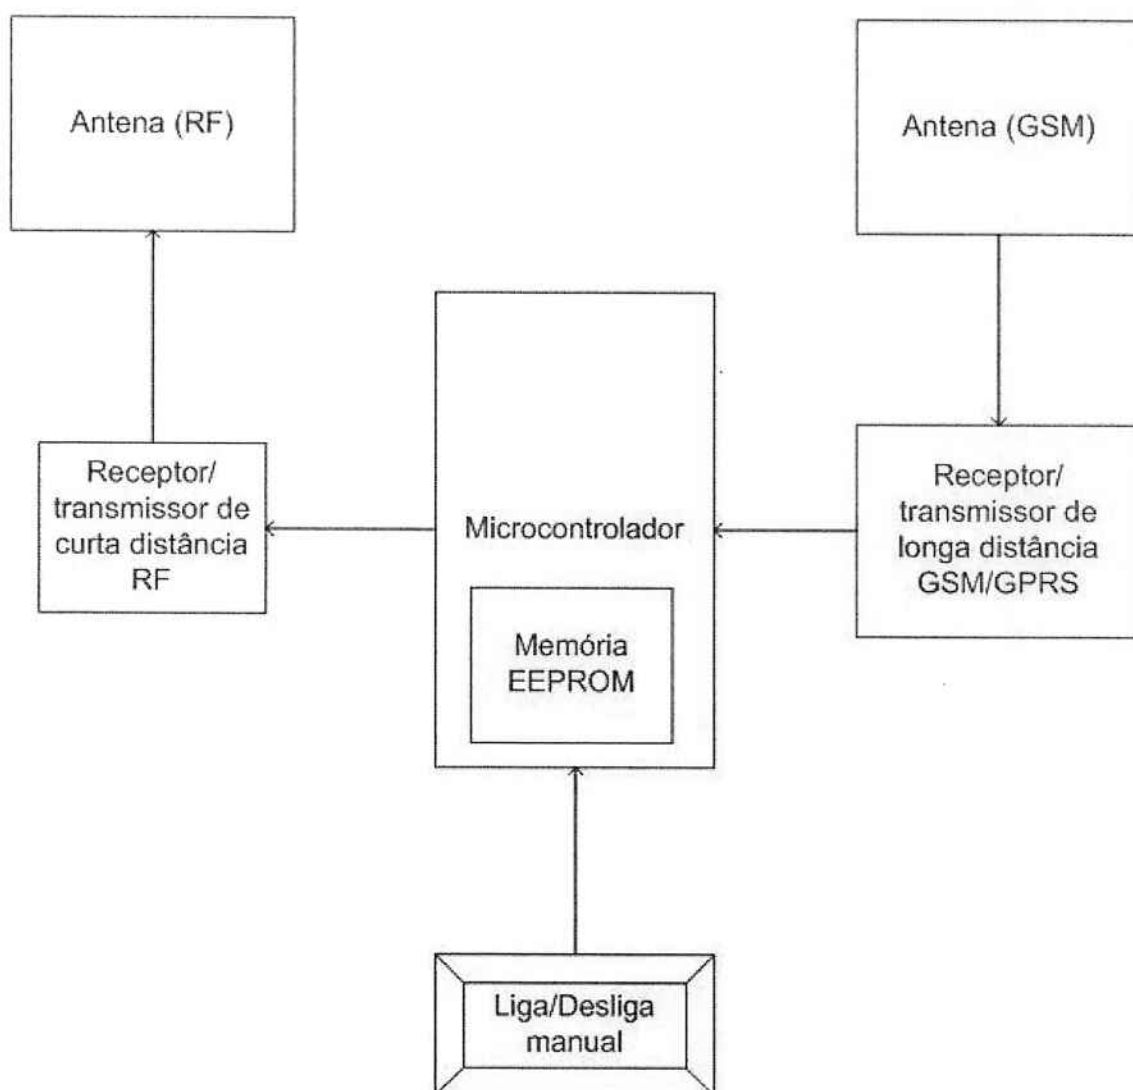 Antena (RF)
Antena (GSM)
Receptor/
transmissor de
curta distância
RF
Microcontrolador
Memória
EEPROM
Receptor/
transmissor de
longa distância
GSM/GPRS
Liga/Desliga
manual